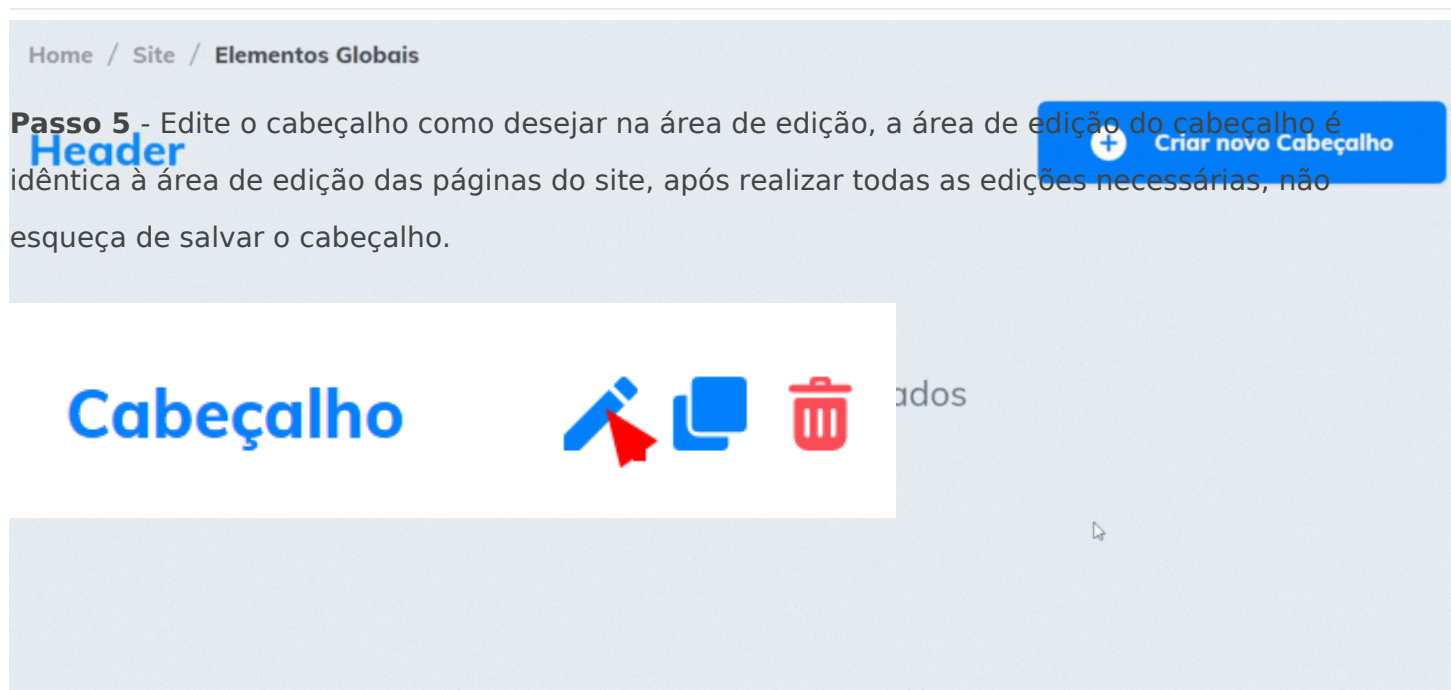 Home / Site / Elementos Globais
Passo 5 - Edite o cabeçalho como desejar na área de edição, a área de edição do cabeçalho é
Header
Criar novo Cabeçalho
idêntica à área de edição das páginas do site, após realizar todas as edições necessárias, não
esqueça de salvar o cabeçalho.
Cabeçalho
ados